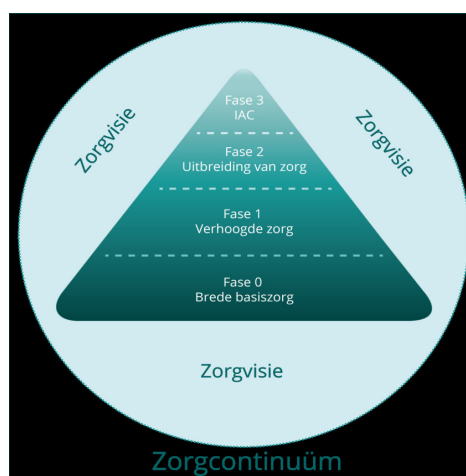 Zorgvisie
Zorgvisie
Fase 3
IAC
Fase 2
Uitbreiding van zorg
Fase 1
Verhoogde zorg
Fase 0
Brede basiszorg
Zorgvisie
Zorgcontinuüm